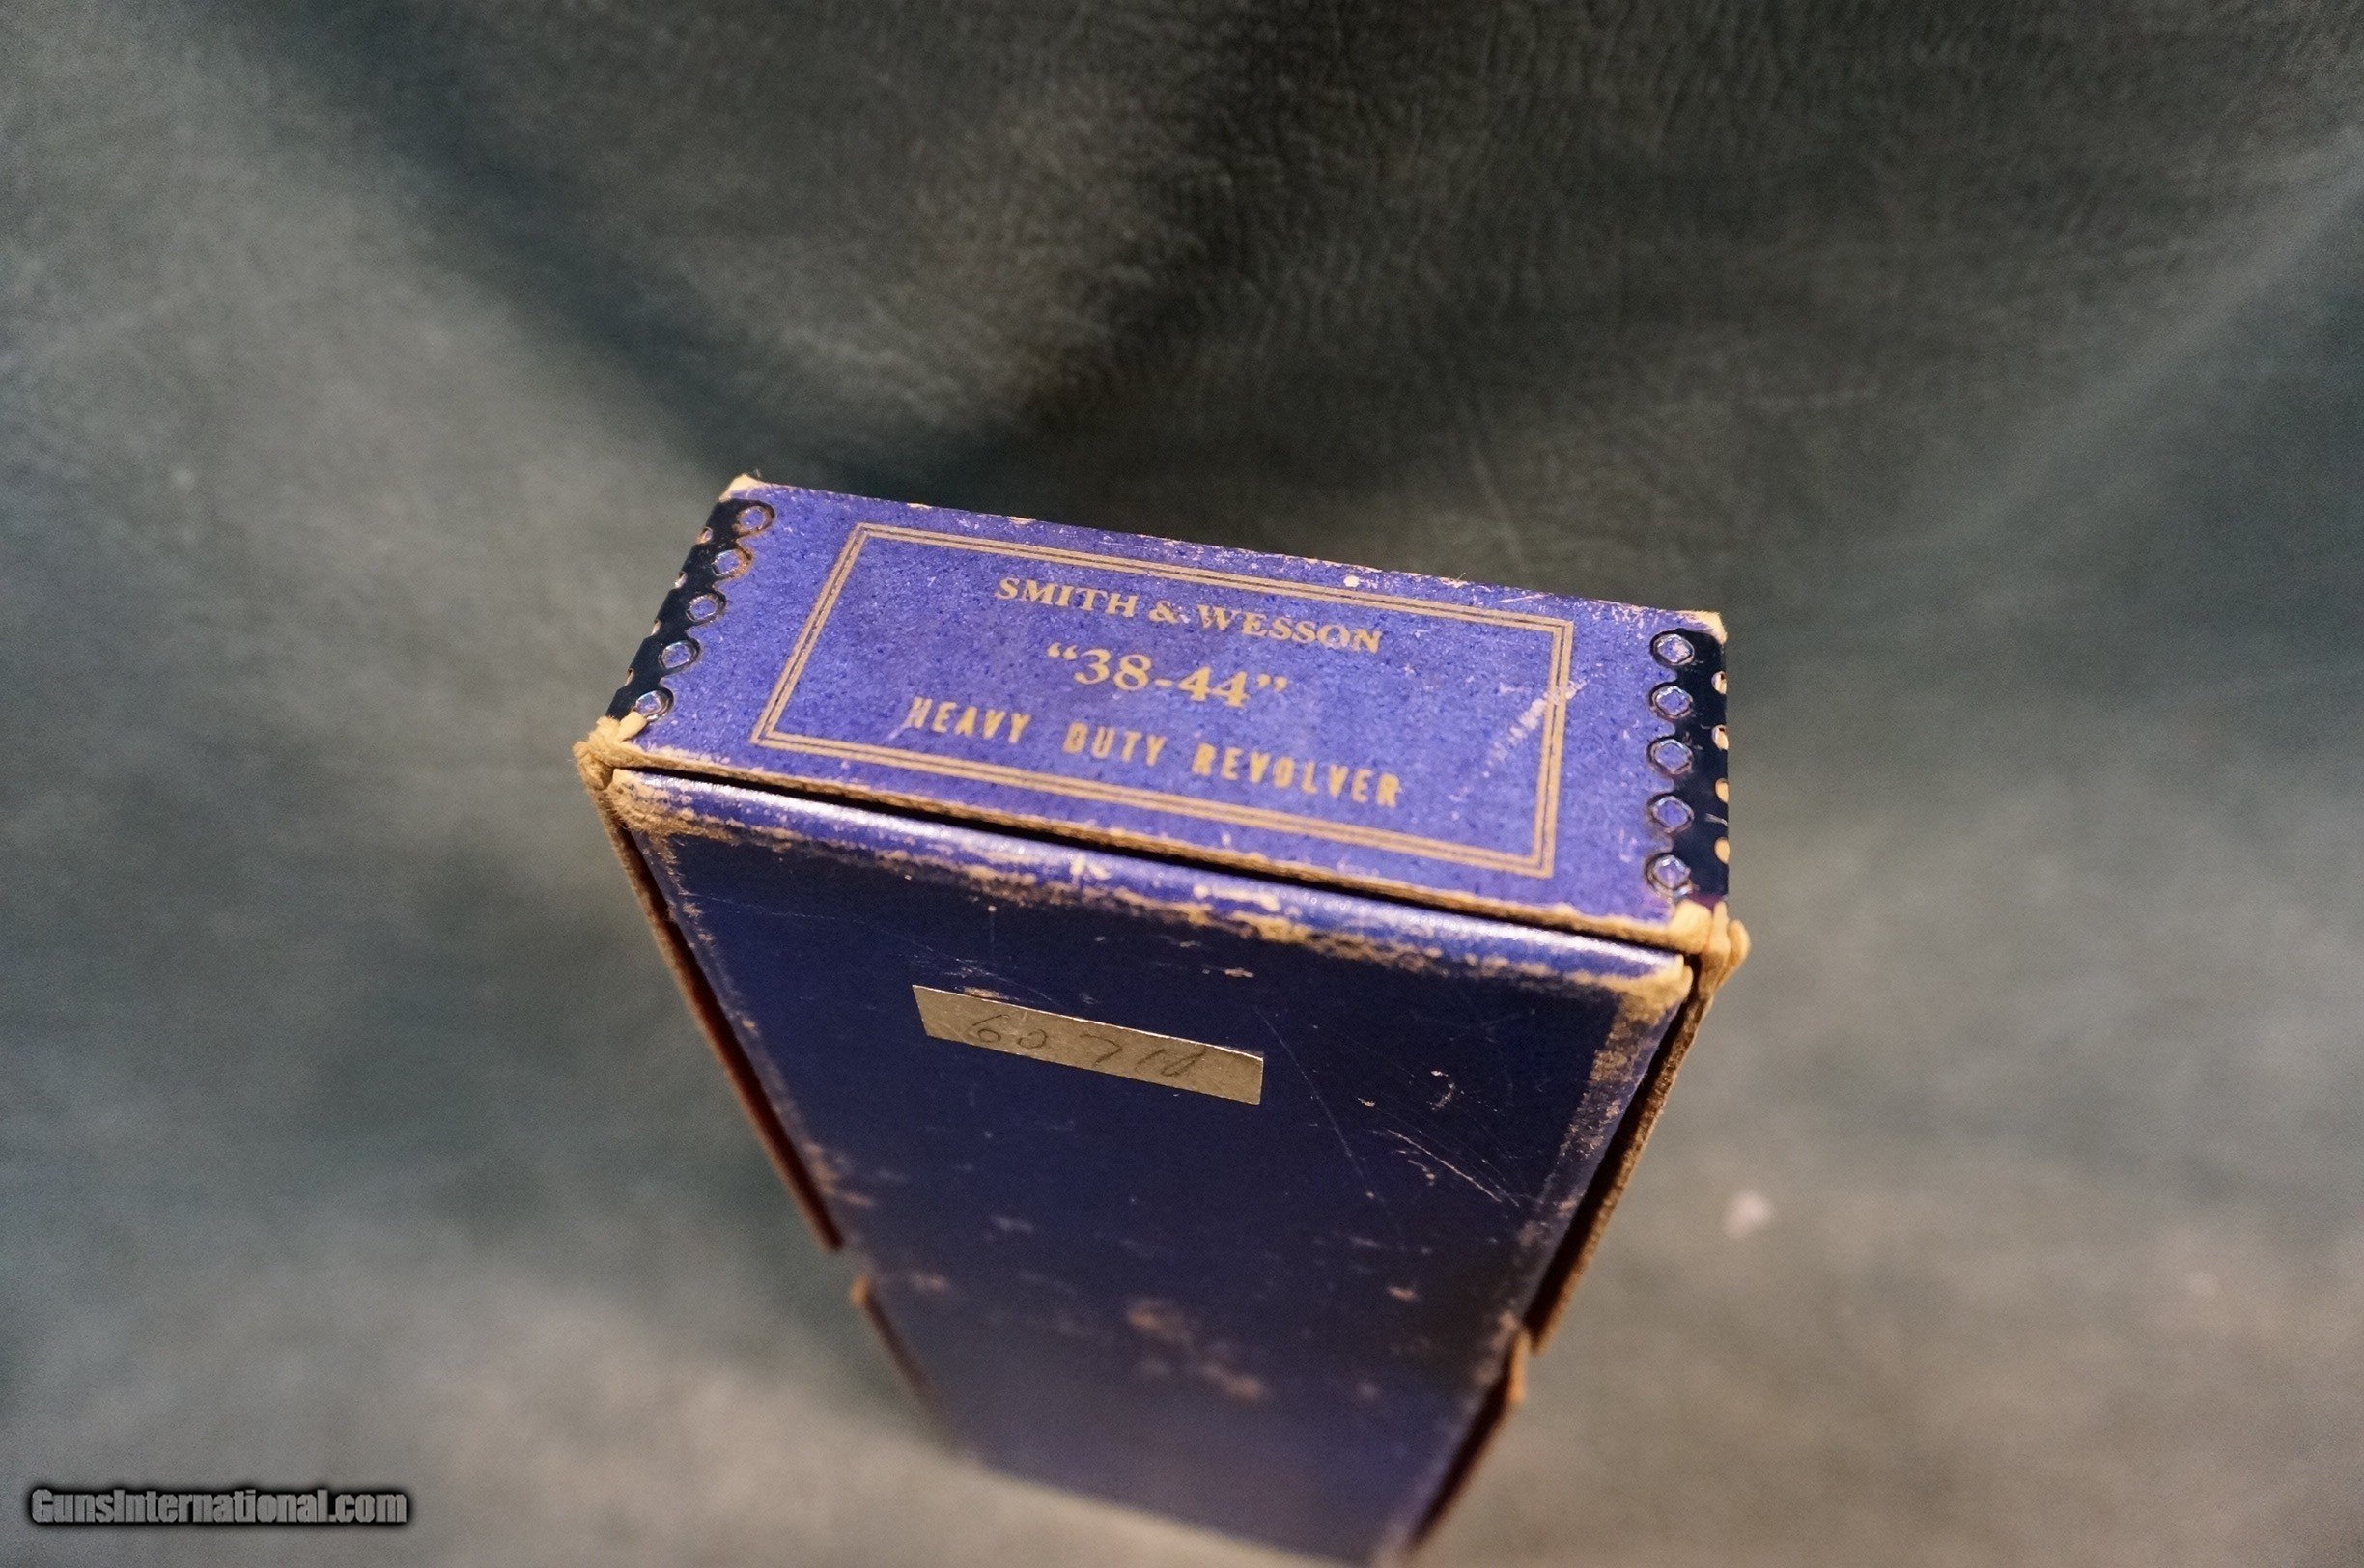 SMITH & WESSON
“38-44”
HEAVY DUTY REVOLVER
GunsInternational.com